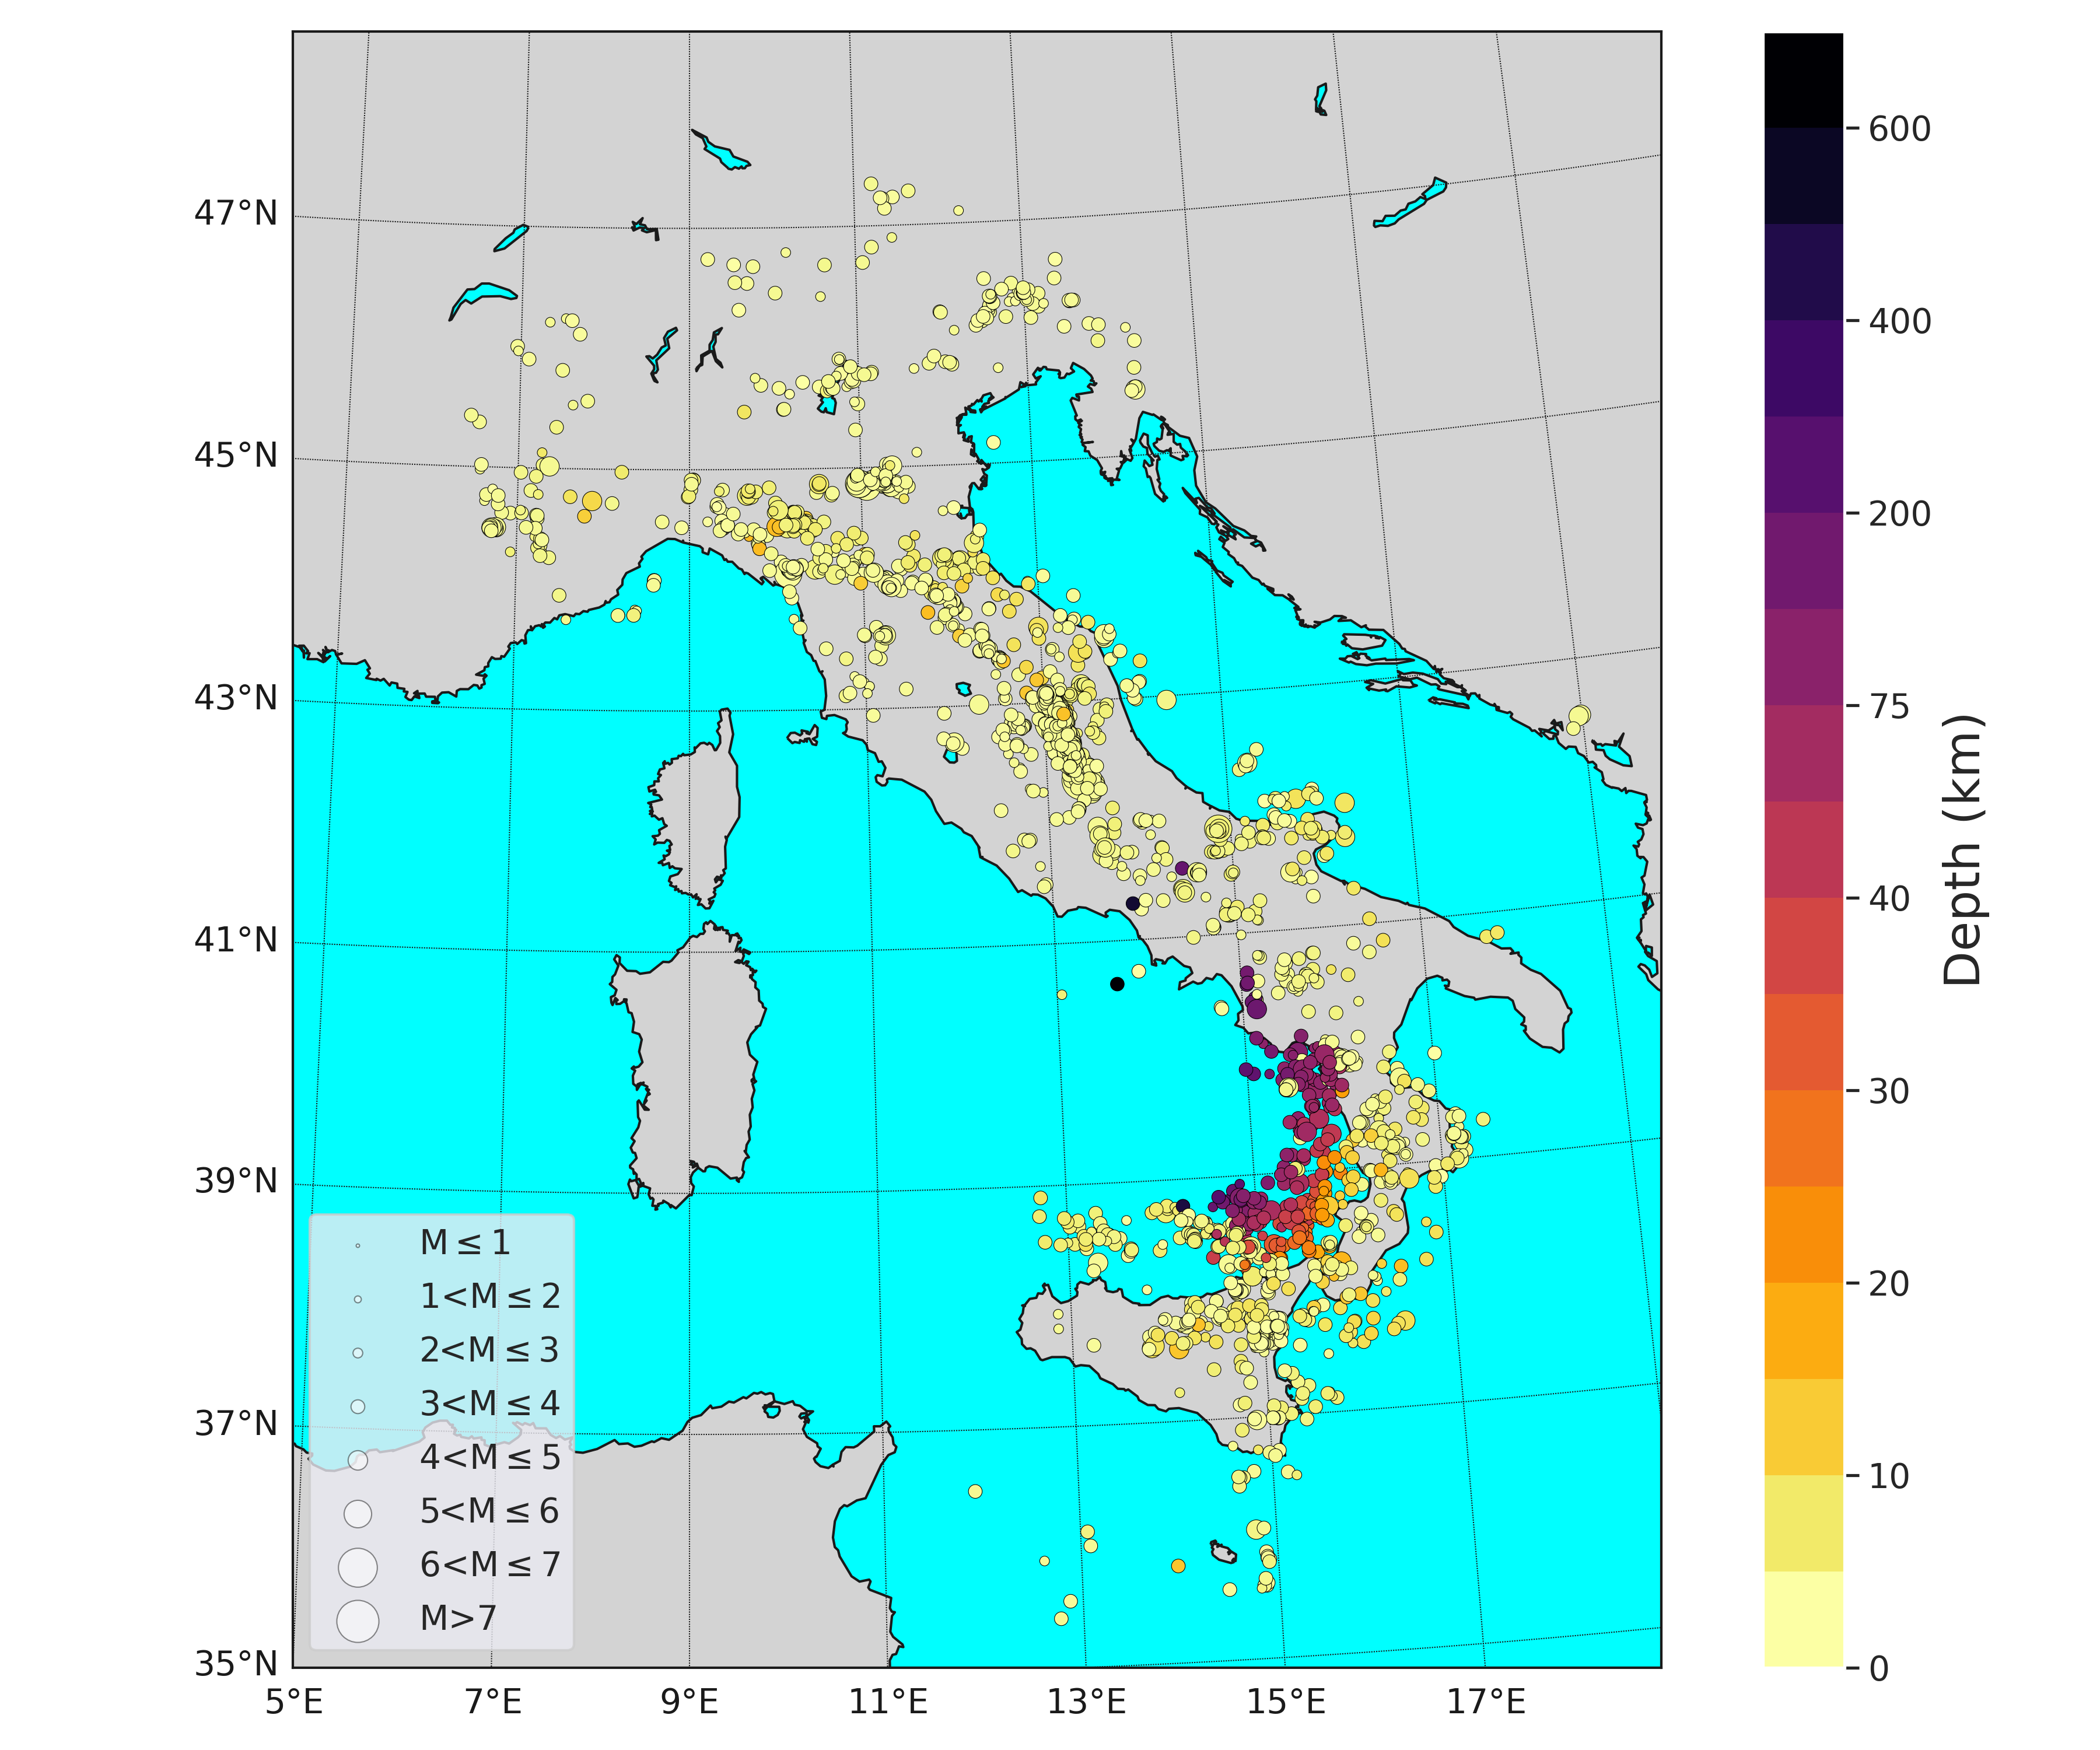 47°N
45°N
43°N
41°N
39°N
37°N
35°N
5°E 7°E 9°E 11°E 13°E 15°E 17°E
M ≤ 1
1<M ≤ 2
2<M ≤ 3
3<M ≤ 4
4<M ≤ 5
5<M ≤ 6
6<M ≤ 7
M>7
600
400
200
75
40
30
20
10
0
Depth (km)